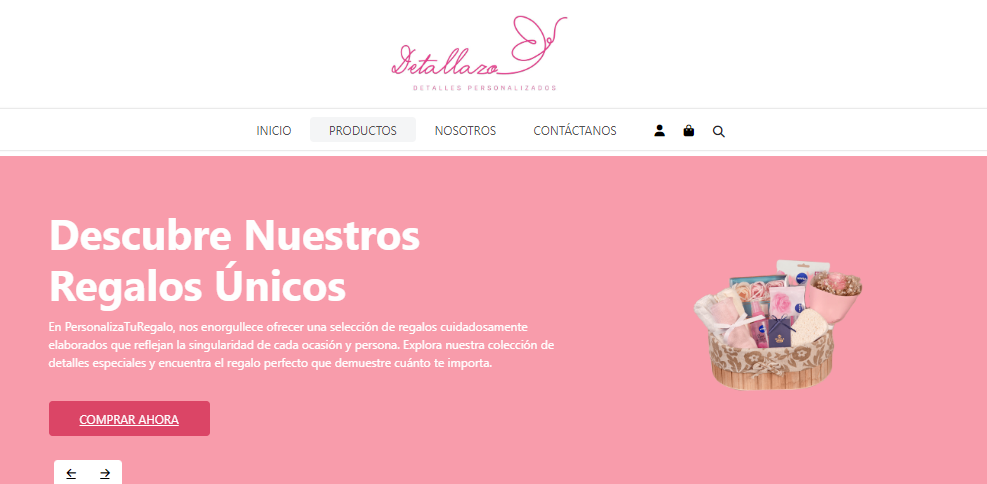 Detallazo
DETALLES PERSONALIZADOS
INICIO PRODUCTOS NOSOTROS CONTÁCTANOS
Descubre Nuestros
Regalos Únicos
En PersonalizaTuRegalo, nos enorgullece ofrecer una selección de regalos cuidadosamente
elaborados que reflejan la singularidad de cada ocasión y persona. Explora nuestra colección de
detalles especiales y encuentra el regalo perfecto que demuestre cuánto te importa.
COMPRAR AHORA